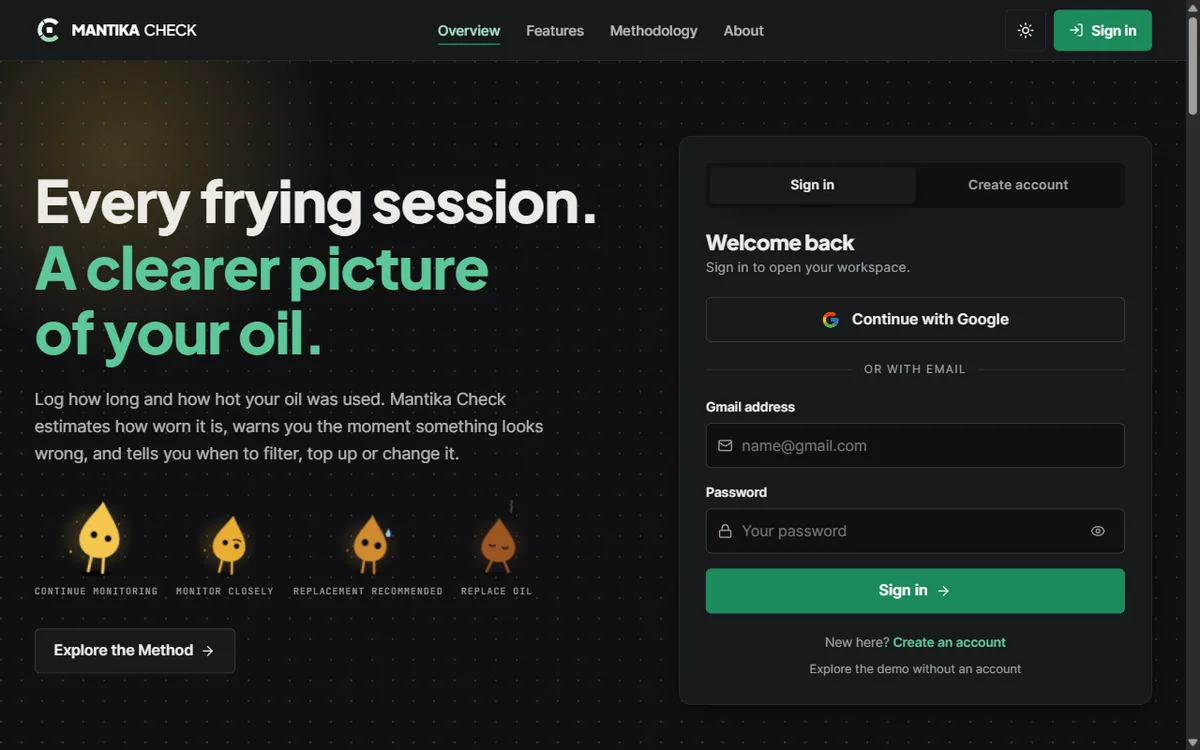 MANTIKA CHECK
Overview
Features
Methodology
About
Sign in
Every frying session.
A clearer picture
of your oil.
Log how long and how hot your oil was used. Mantika Check
estimates how worn it is, warns you the moment something looks
wrong, and tells you when to filter, top up or change it.
CONTINUE MONITORING
MONITOR CLOSELY
REPLACEMENT RECOMMENDED
REPLACE OIL
Explore the Method
Sign in
Create account
Welcome back
Sign in to open your workspace.
Continue with Google
OR WITH EMAIL
Gmail address
name@gmail.com
Password
Your password
Sign in
New here? Create an account
Explore the demo without an account